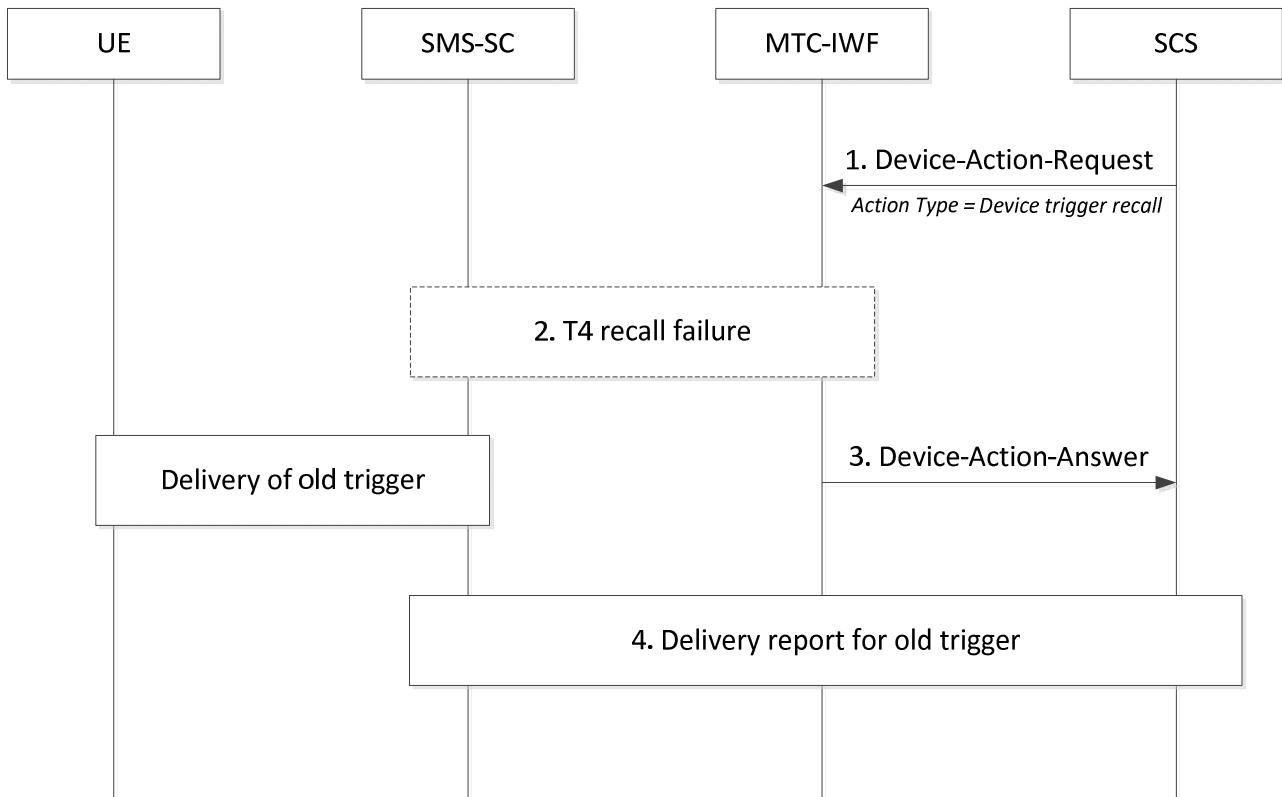 UE
SMS-SC
MTC-IWF
SCS
1. Device-Action-Request
Action Type = Device trigger recall
2. T4 recall failure
3. Device-Action-Answer
Delivery of old trigger
4. Delivery report for old trigger